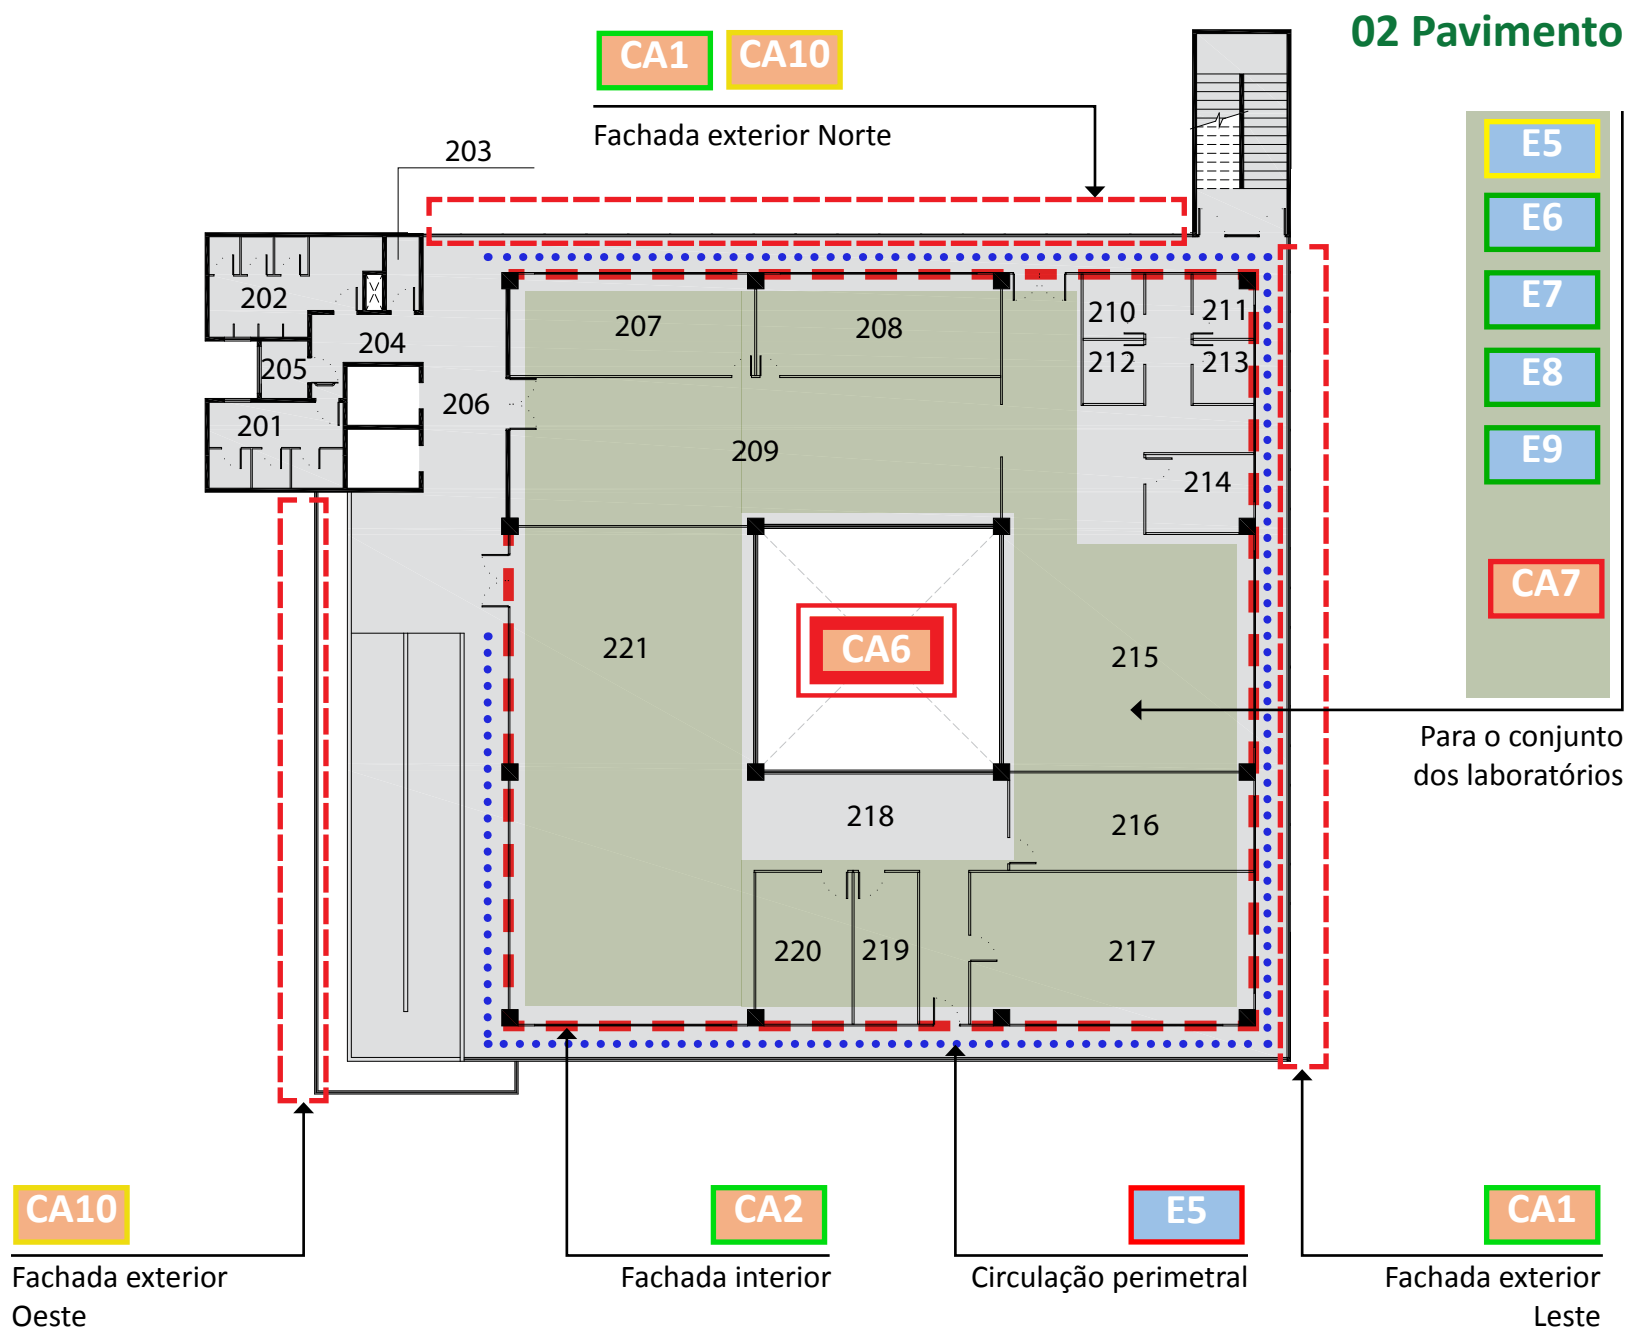 02 Pavimento
CA1 CA10
Fachada exterior Norte
203
E5
E6
E7
E8
E9
CA7
Para o conjunto
dos laboratórios
202
204
205
206
201
207
208
209
210
211
212
213
214
215
216
217
218
219
220
221
CA6
CA10
Fachada exterior
Oeste
CA2
Fachada interior
E5
Circulação perimetral
CA1
Fachada exterior
Leste